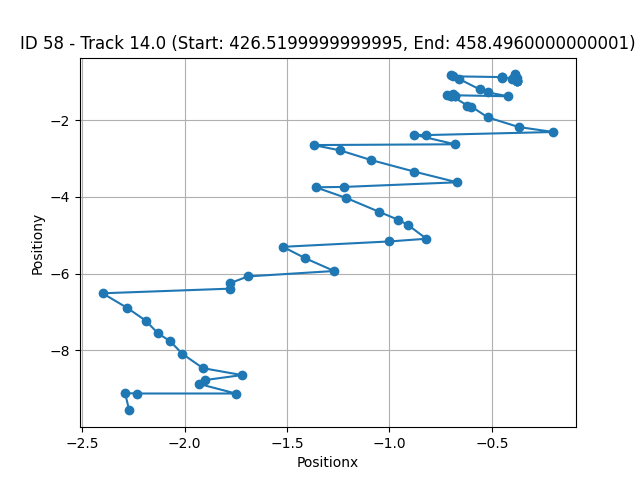 ID 58 - Track 14.0 (Start: 426.5199999999995, End: 458.4960000000001)
−2
−4
−6
−8
Positiony
−2.5 −2.0 −1.5 −1.0 −0.5
Positionx